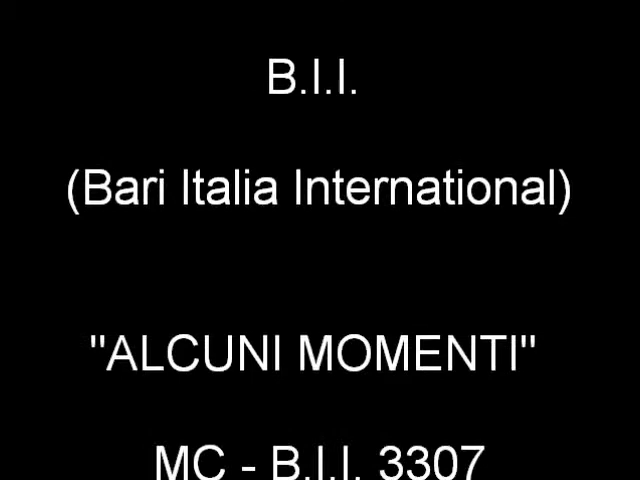 B.I.I.
(Bari Italia International)
"ALCUNI MOMENTI"
MC - B.I.I. 3307